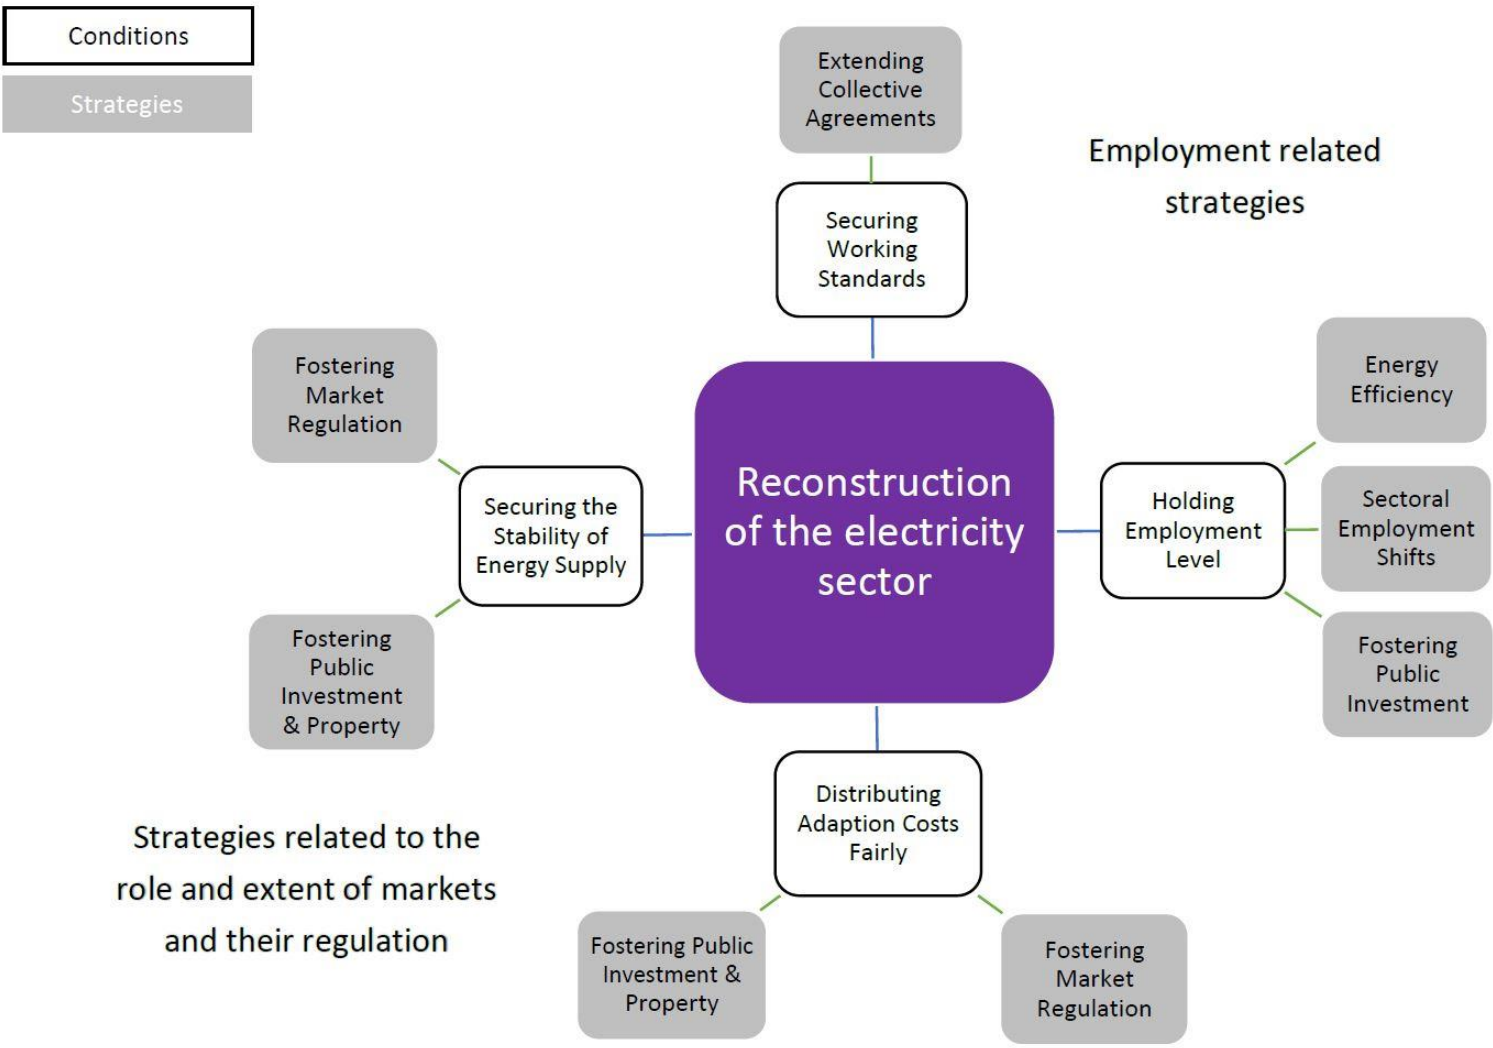 Conditions
Strategies
Extending
Collective
Agreements
Employment related
strategies
Securing
Working
Standards
Fostering
Market
Regulation
Energy
Efficiency
Securing the
Stability of
Energy Supply
Reconstruction
of the electricity
sector
Holding
Employment
Level
Sectoral
Employment
Shifts
Fostering
Public
Investment
& Property
Fostering
Public
Investment
Distributing
Adaption Costs
Fairly
Strategies related to the
role and extent of markets
and their regulation
Fostering Public
Investment &
Property
Fostering
Market
Regulation